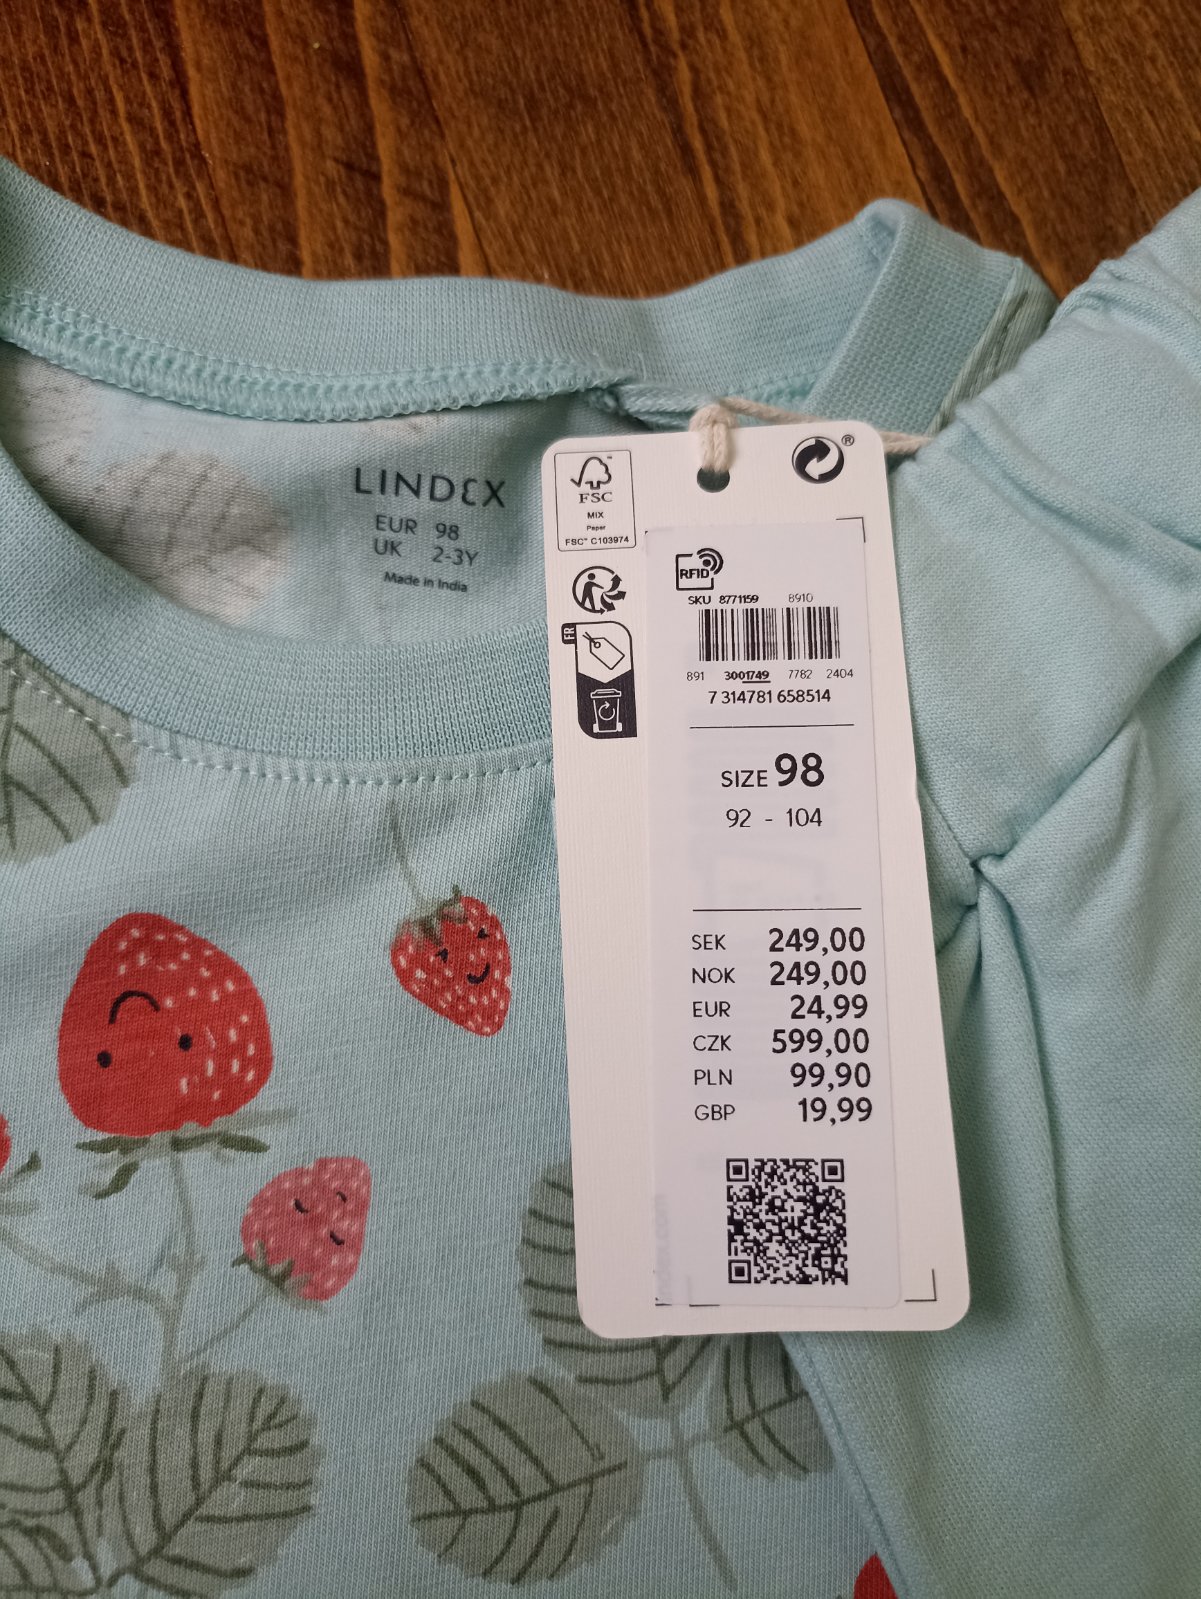 LINDEX
EUR 98
UK 2-3Y
Made in India
®
FSC™
MIX
Paper
FSC™ C103974
FR
RFID
SKU 8771159 8910
891 3001749 7782 2404
7 314781 658514
SIZE 98
92 - 104
SEK 249,00
NOK 249,00
EUR 24,99
CZK 599,00
PLN 99,90
GBP 19,99